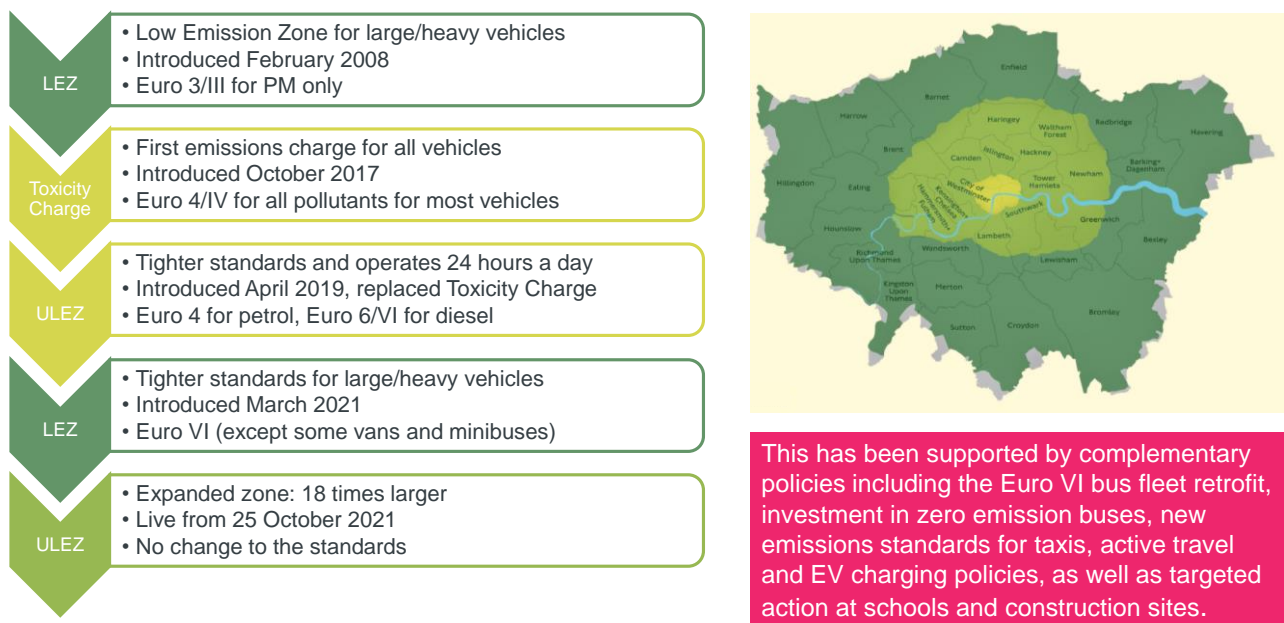 LEZ
• Low Emission Zone for large/heavy vehicles
• Introduced February 2008
• Euro 3/III for PM only
Toxicity
Charge
• First emissions charge for all vehicles
• Introduced October 2017
• Euro 4/IV for all pollutants for most vehicles
ULEZ
• Tighter standards and operates 24 hours a day
• Introduced April 2019, replaced Toxicity Charge
• Euro 4 for petrol, Euro 6/VI for diesel
LEZ
• Tighter standards for large/heavy vehicles
• Introduced March 2021
• Euro VI (except some vans and minibuses)
ULEZ
• Expanded zone: 18 times larger
• Live from 25 October 2021
• No change to the standards
Enfield
Barnet
Harrow
Haringey
Waltham
Forest
Redbridge
Havering
Brent
Camden
Islington
Hackney
Barking+
Dagenham
Hillingdon
Ealing
City of
Westminster
Tower
Hamlets
Newham
Kensington+
Chelsea
Hammersmith+
Fulham
Southwark
Greenwich
Hounslow
Lambeth
Bexley
Richmond
Upon Thames
Wandsworth
Lewisham
Kingston
Upon
Thames
Merton
Bromley
Sutton
Croydon
This has been supported by complementary
policies including the Euro VI bus fleet retrofit,
investment in zero emission buses, new
emissions standards for taxis, active travel
and EV charging policies, as well as targeted
action at schools and construction sites.